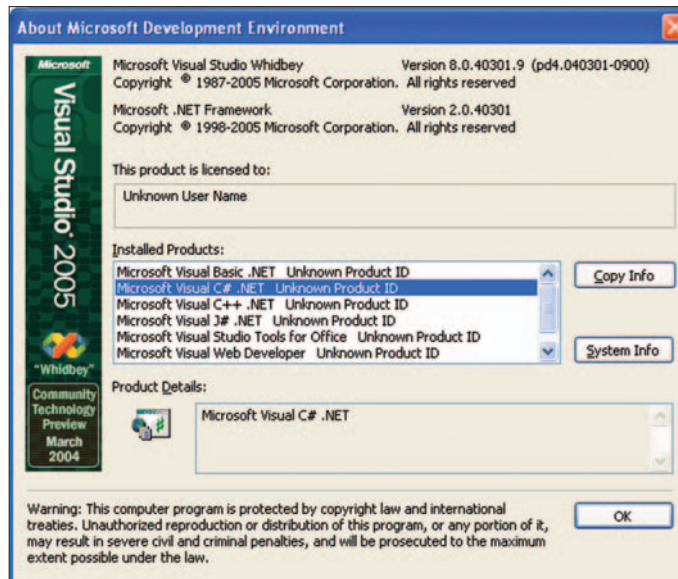 About Microsoft Development Environment
Microsoft
Visual Studio 2005
"Whidbey"
Community
Technology
Preview
March
2004
Microsoft Visual Studio Whidbey Version 8.0.40301.9 (pd4.040301-0900)
Copyright ® 1987-2005 Microsoft Corporation. All rights reserved
Microsoft .NET Framework Version 2.0.40301
Copyright ® 1998-2005 Microsoft Corporation. All rights reserved
This product is licensed to:
Unknown User Name
Installed Products:
Microsoft Visual Basic .NET Unknown Product ID
Microsoft Visual C# .NET Unknown Product ID
Microsoft Visual C++ .NET Unknown Product ID
Microsoft Visual J# .NET Unknown Product ID
Microsoft Visual Studio Tools for Office Unknown Product ID
Microsoft Visual Web Developer Unknown Product ID
Copy Info
System Info
Product Details:
Microsoft Visual C# .NET
Warning: This computer program is protected by copyright law and international
treaties. Unauthorized reproduction or distribution of this program, or any portion of it,
may result in severe civil and criminal penalties, and will be prosecuted to the maximum
extent possible under the law.
OK